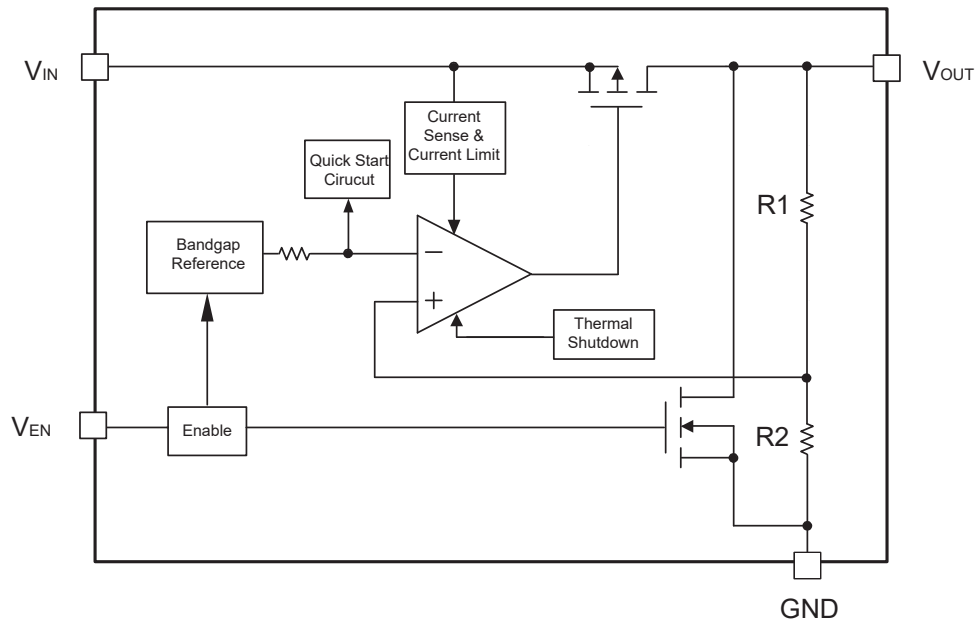 VIN
VOUT
Current
Sense &
Current Limit
Quick Start
Cirucut
R1
Bandgap
Reference
−
+
Thermal
Shutdown
VEN
Enable
R2
GND